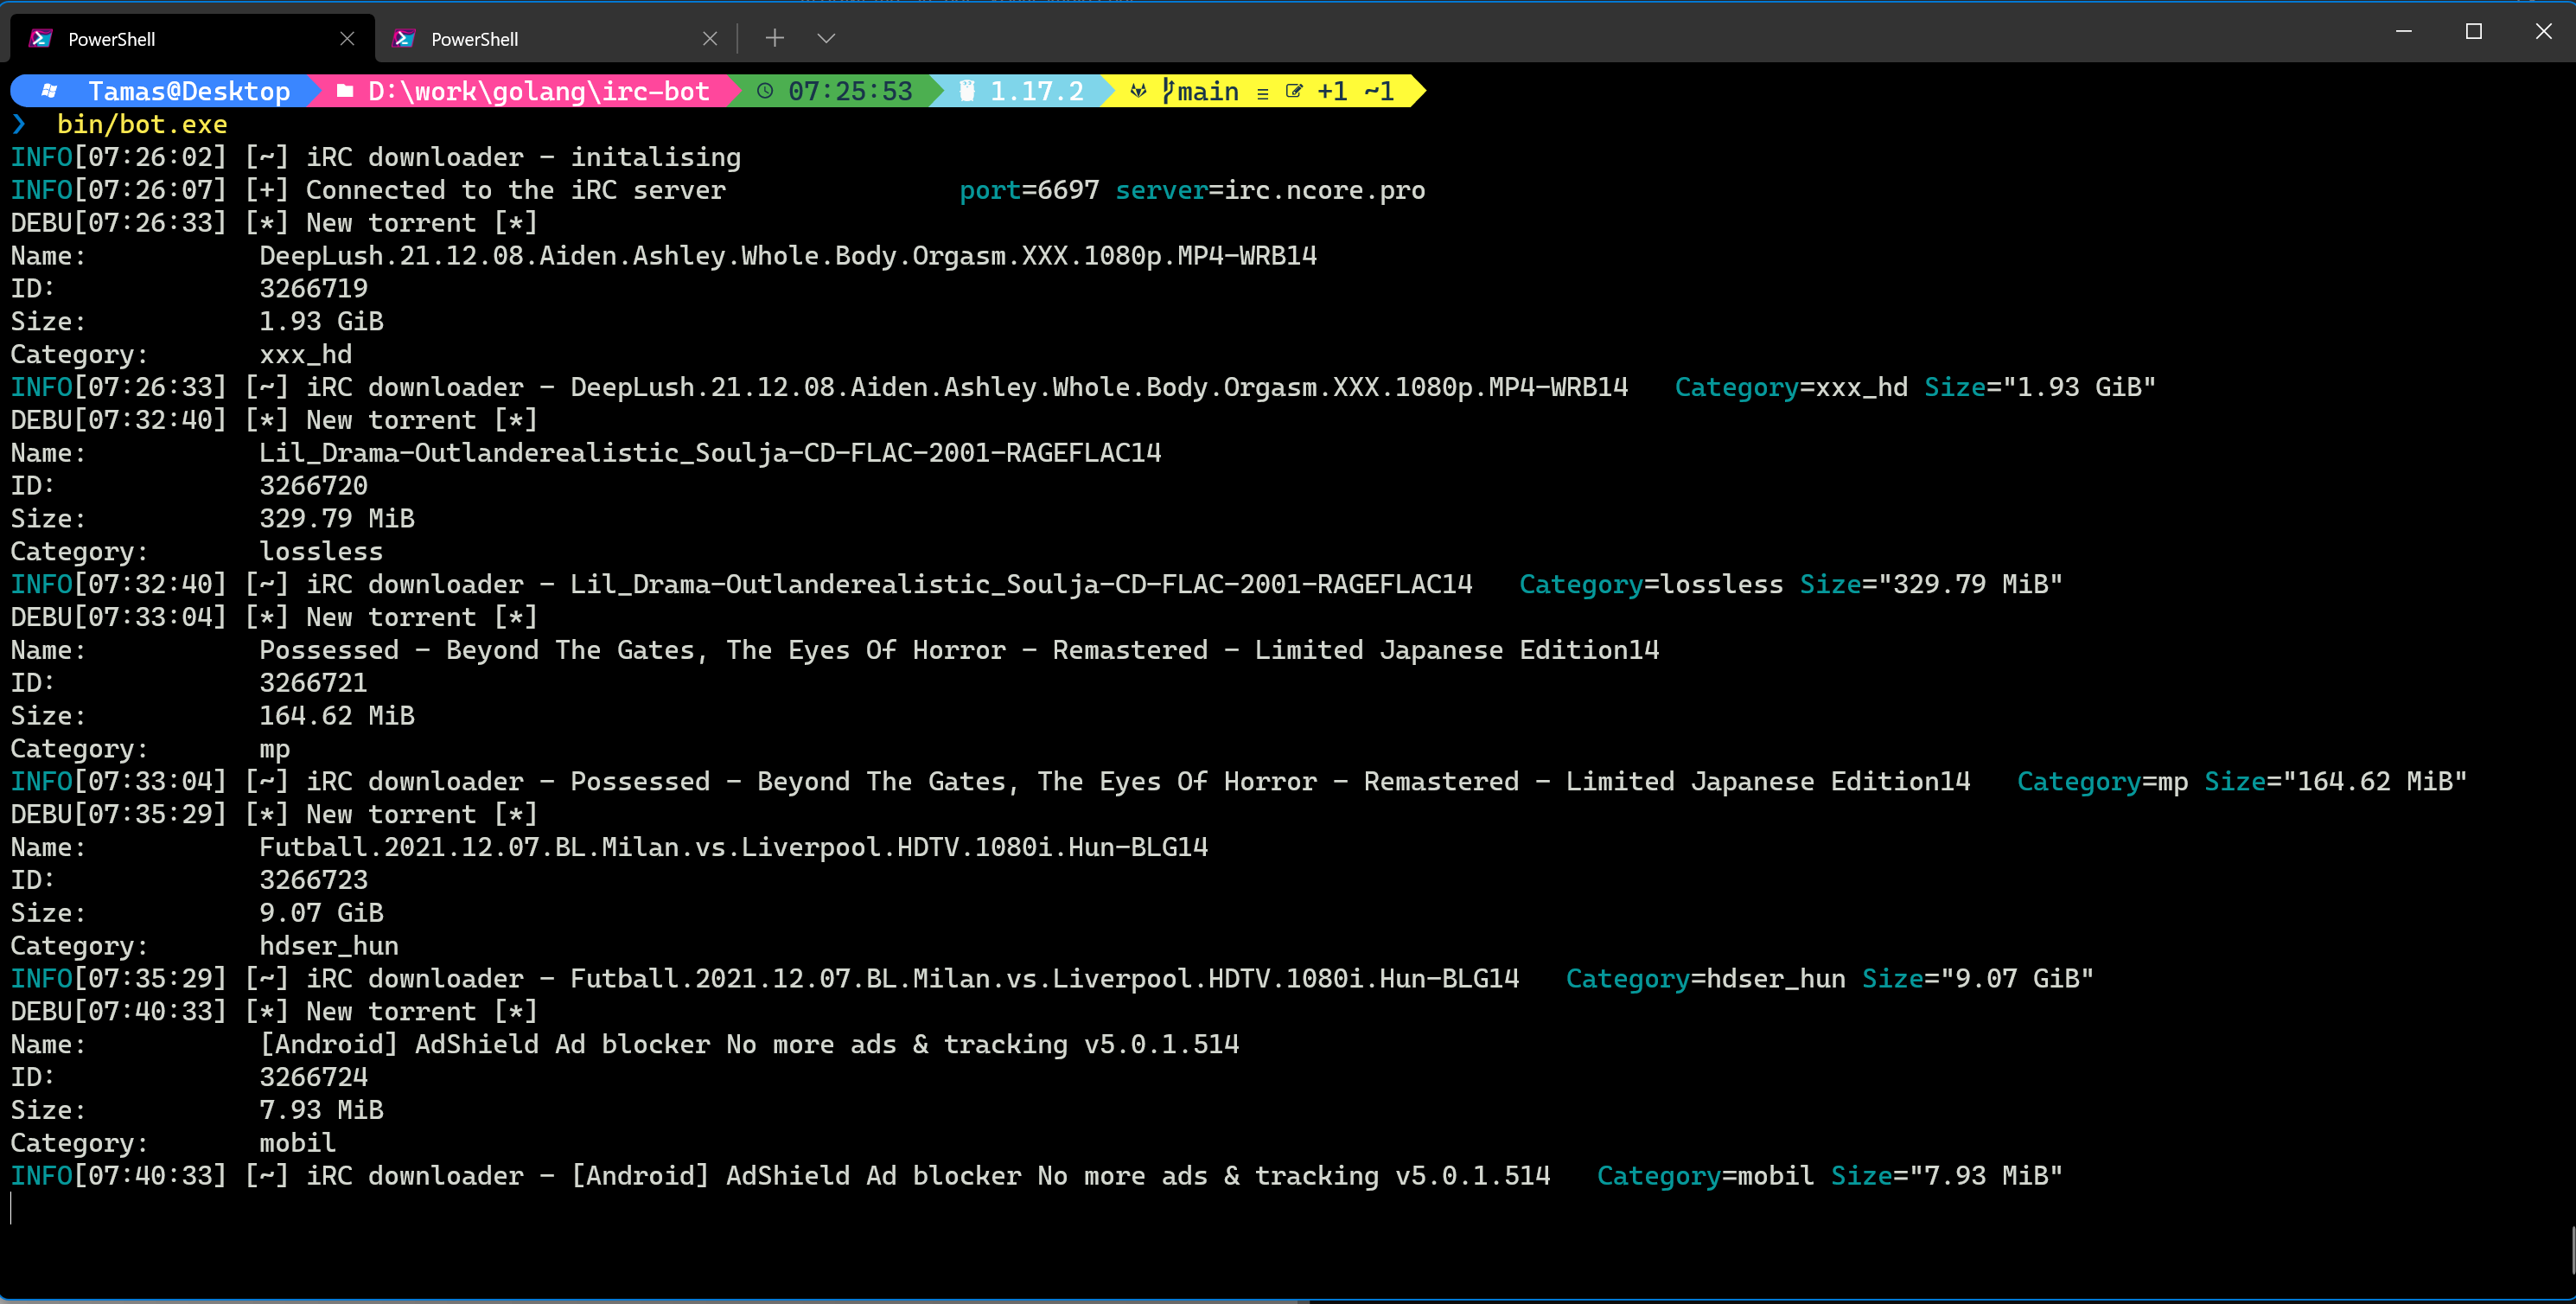 PowerShell PowerShell
Tamas@Desktop D:\work\golang\irc-bot 07:25:53 1.17.2 main ≡ +1 ~1
❯ bin/bot.exe
INFO[07:26:02] [~] iRC downloader - initalising
INFO[07:26:07] [+] Connected to the iRC server port=6697 server=irc.ncore.pro
DEBU[07:26:33] [*] New torrent [*]
Name: DeepLush.21.12.08.Aiden.Ashley.Whole.Body.Orgasm.XXX.1080p.MP4-WRB14
ID: 3266719
Size: 1.93 GiB
Category: xxx_hd
INFO[07:26:33] [~] iRC downloader - DeepLush.21.12.08.Aiden.Ashley.Whole.Body.Orgasm.XXX.1080p.MP4-WRB14 Category=xxx_hd Size="1.93 GiB"
DEBU[07:32:40] [*] New torrent [*]
Name: Lil_Drama-Outlanderealistic_Soulja-CD-FLAC-2001-RAGEFLAC14
ID: 3266720
Size: 329.79 MiB
Category: lossless
INFO[07:32:40] [~] iRC downloader - Lil_Drama-Outlanderealistic_Soulja-CD-FLAC-2001-RAGEFLAC14 Category=lossless Size="329.79 MiB"
DEBU[07:33:04] [*] New torrent [*]
Name: Possessed - Beyond The Gates, The Eyes Of Horror - Remastered - Limited Japanese Edition14
ID: 3266721
Size: 164.62 MiB
Category: mp
INFO[07:33:04] [~] iRC downloader - Possessed - Beyond The Gates, The Eyes Of Horror - Remastered - Limited Japanese Edition14 Category=mp Size="164.62 MiB"
DEBU[07:35:29] [*] New torrent [*]
Name: Futball.2021.12.07.BL.Milan.vs.Liverpool.HDTV.1080i.Hun-BLG14
ID: 3266723
Size: 9.07 GiB
Category: hdser_hun
INFO[07:35:29] [~] iRC downloader - Futball.2021.12.07.BL.Milan.vs.Liverpool.HDTV.1080i.Hun-BLG14 Category=hdser_hun Size="9.07 GiB"
DEBU[07:40:33] [*] New torrent [*]
Name: [Android] AdShield Ad blocker No more ads & tracking v5.0.1.514
ID: 3266724
Size: 7.93 MiB
Category: mobil
INFO[07:40:33] [~] iRC downloader - [Android] AdShield Ad blocker No more ads & tracking v5.0.1.514 Category=mobil Size="7.93 MiB"